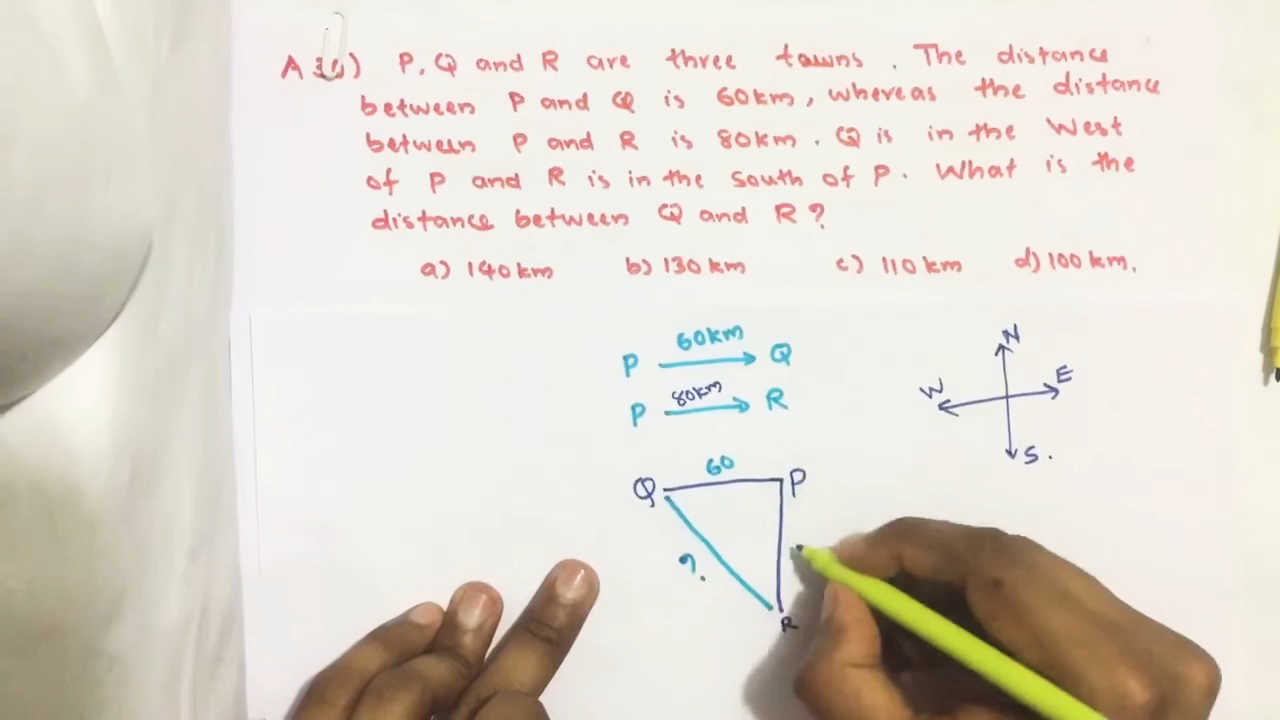 P, Q and R are three towns. The distance
between P and Q is 60km, whereas the distance
between P and R is 80km. Q is in the West
of P and R is in the south of P. What is the
distance between Q and R?
a) 140km b) 130km c) 110km d) 100km.
P 60km Q
P 80km R
N
W E
S.
60
Q P
?.
R